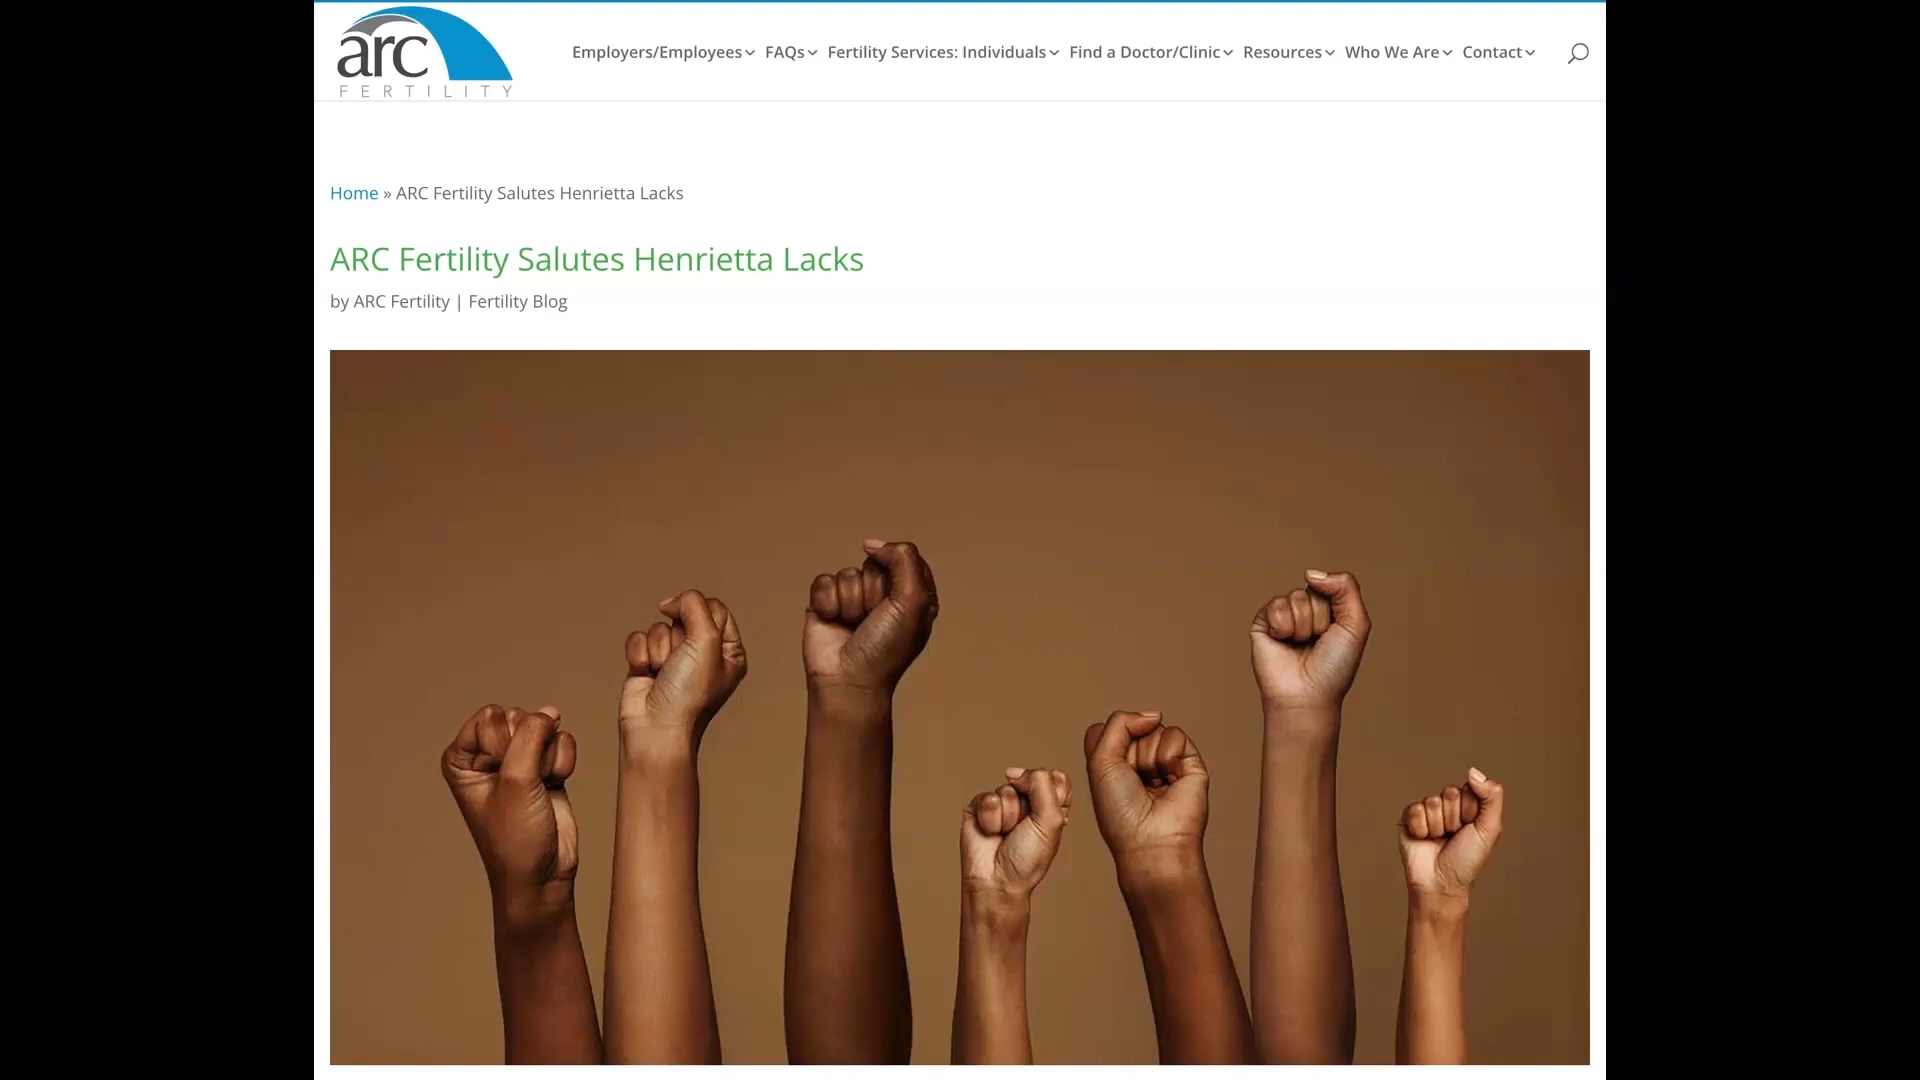 arc
FERTILITY
Employers/Employees FAQs Fertility Services: Individuals Find a Doctor/Clinic Resources Who We Are Contact
Home » ARC Fertility Salutes Henrietta Lacks
ARC Fertility Salutes Henrietta Lacks
by ARC Fertility | Fertility Blog